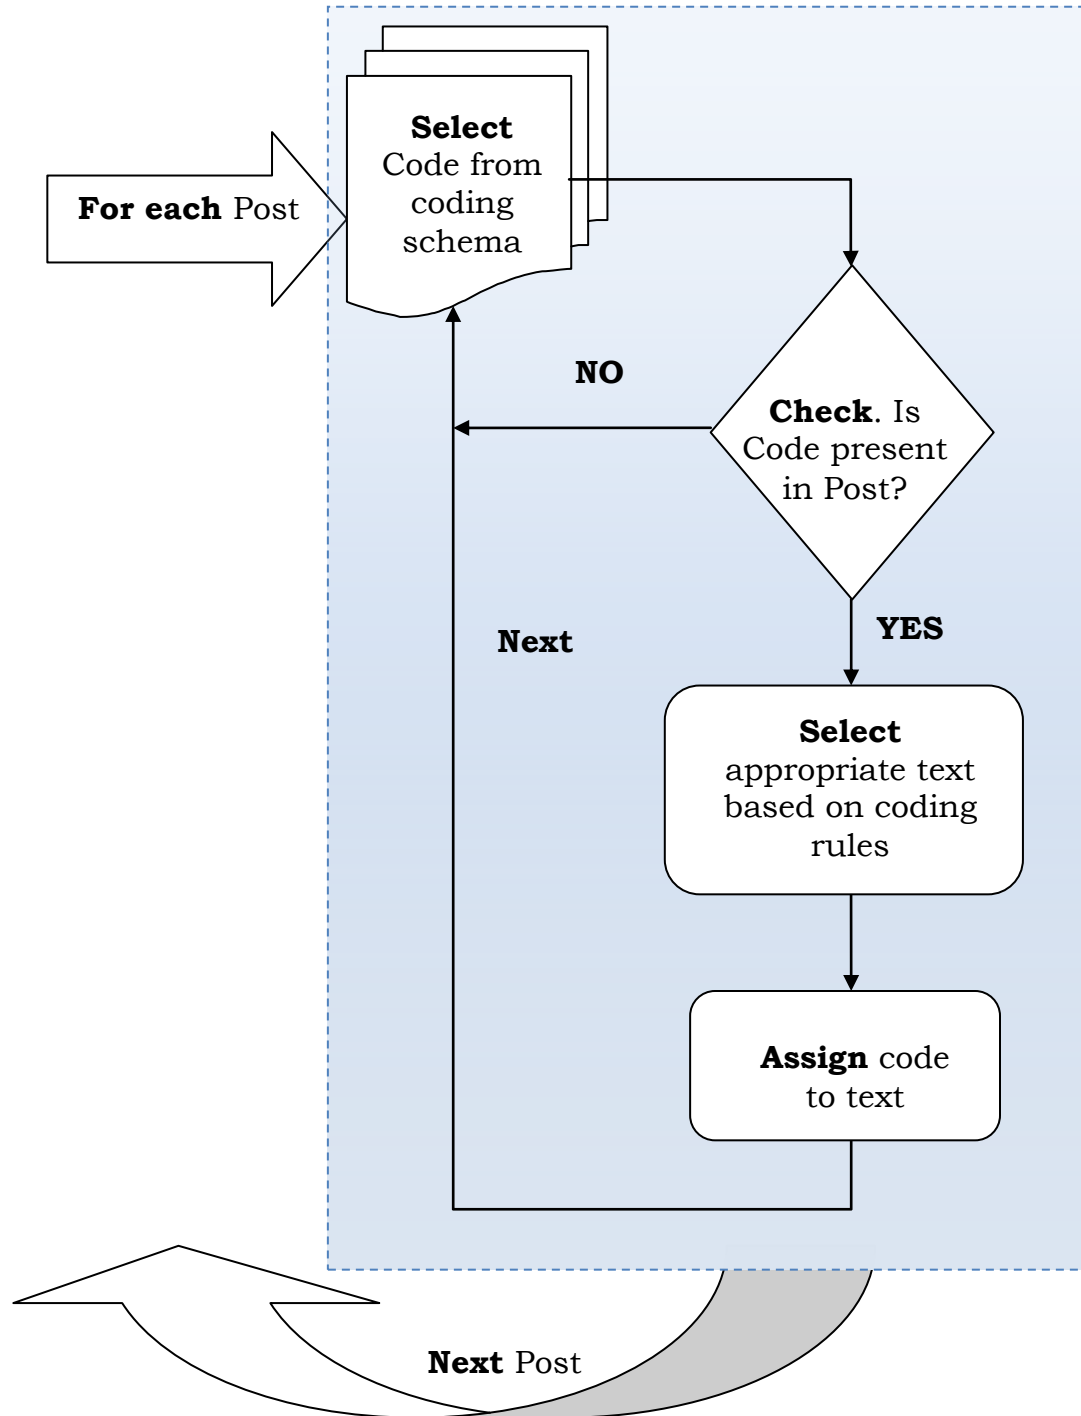 Select
Code from
coding
schema
For each Post
NO
Check. Is
Code present
in Post?
Next
YES
Select
appropriate text
based on coding
rules
Assign code
to text
Next Post